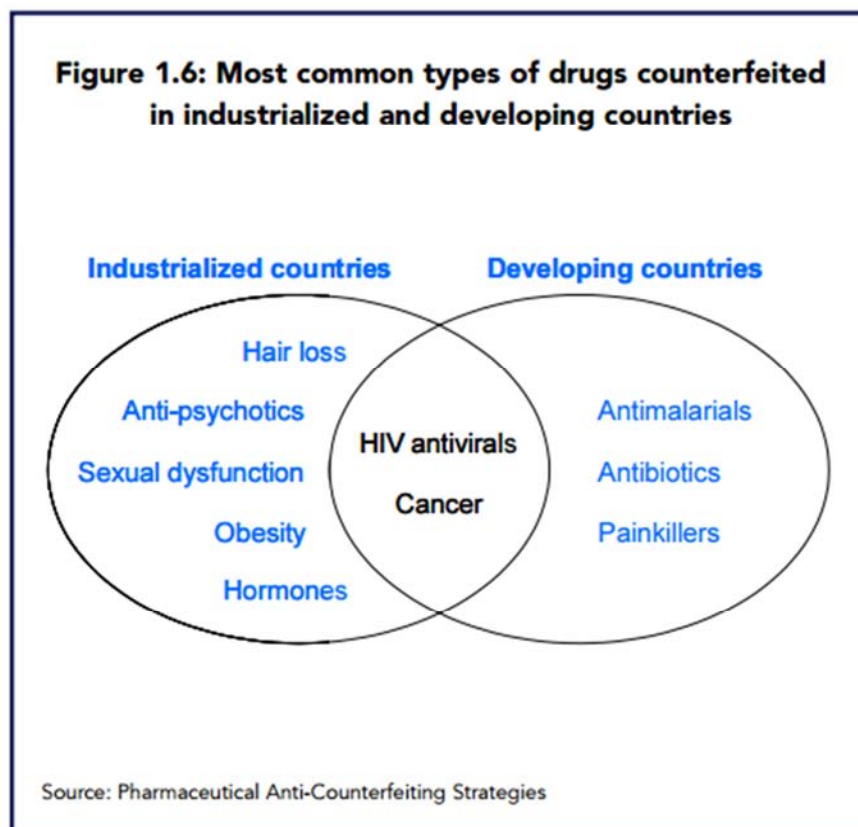 Figure 1.6: Most common types of drugs counterfeited
in industrialized and developing countries
Industrialized countries
Developing countries
Hair loss
Anti-psychotics
Sexual dysfunction
Obesity
Hormones
HIV antivirals
Cancer
Antimalarials
Antibiotics
Painkillers
Source: Pharmaceutical Anti-Counterfeiting Strategies